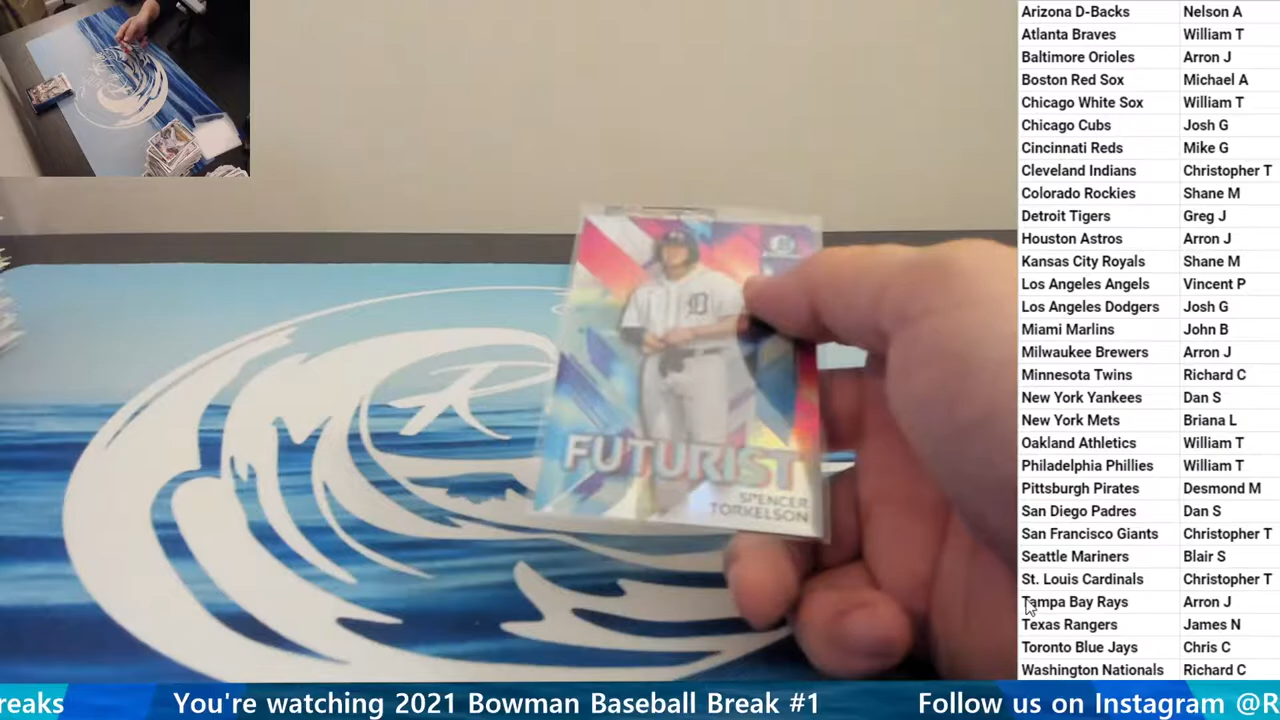 D
FUTURIST
SPENCER
TORKELSON
Arizona D-Backs Nelson A
Atlanta Braves William T
Baltimore Orioles Arron J
Boston Red Sox Michael A
Chicago White Sox William T
Chicago Cubs Josh G
Cincinnati Reds Mike G
Cleveland Indians Christopher T
Colorado Rockies Shane M
Detroit Tigers Greg J
Houston Astros Arron J
Kansas City Royals Shane M
Los Angeles Angels Vincent P
Los Angeles Dodgers Josh G
Miami Marlins John B
Milwaukee Brewers Arron J
Minnesota Twins Richard C
New York Yankees Dan S
New York Mets Briana L
Oakland Athletics William T
Philadelphia Phillies William T
Pittsburgh Pirates Desmond M
San Diego Padres Dan S
San Francisco Giants Christopher T
Seattle Mariners Blair S
St. Louis Cardinals Christopher T
Tampa Bay Rays Arron J
Texas Rangers James N
Toronto Blue Jays Chris C
Washington Nationals Richard C
reaks You're watching 2021 Bowman Baseball Break #1 Follow us on Instagram @R